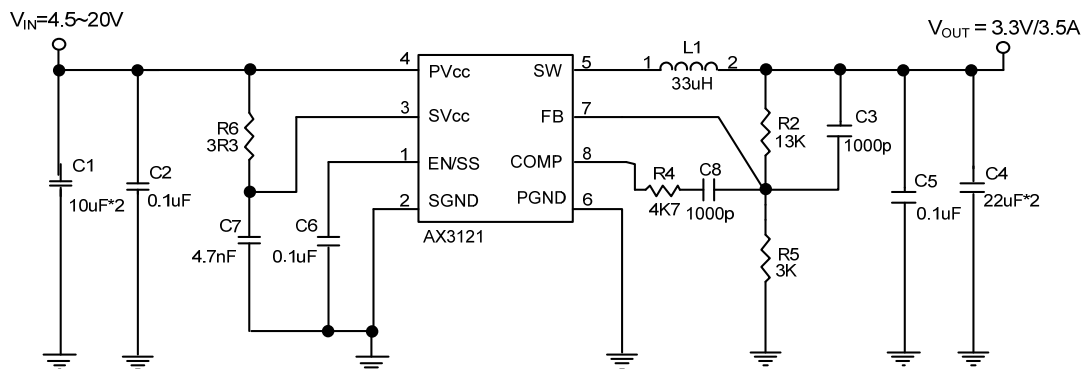 VIN=4.5~20V
VOUT = 3.3V/3.5A
4
PVcc
SW
5
1
L1
33uH
2
3
SVcc
FB
7
R6
3R3
R2
13K
C3
1000p
1
EN/SS
COMP
8
R4
4K7
C8
1000p
C1
10uF*2
C2
0.1uF
2
SGND
PGND
6
C5
0.1uF
C4
22uF*2
C7
4.7nF
C6
0.1uF
AX3121
R5
3K